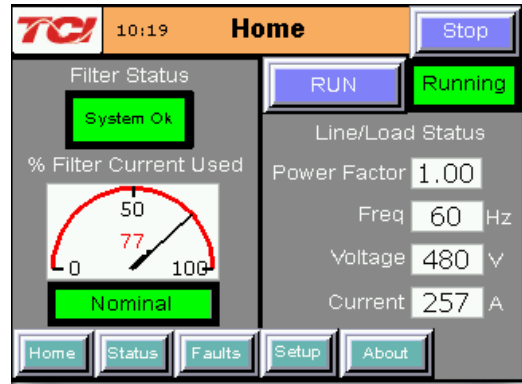 TCI 10:19 Home Stop
Filter Status
System Ok
% Filter Current Used
50
77
0 100
Nominal
RUN Running
Line/Load Status
Power Factor 1.00
Freq 60 Hz
Voltage 480 V
Current 257 A
Home Status Faults Setup About